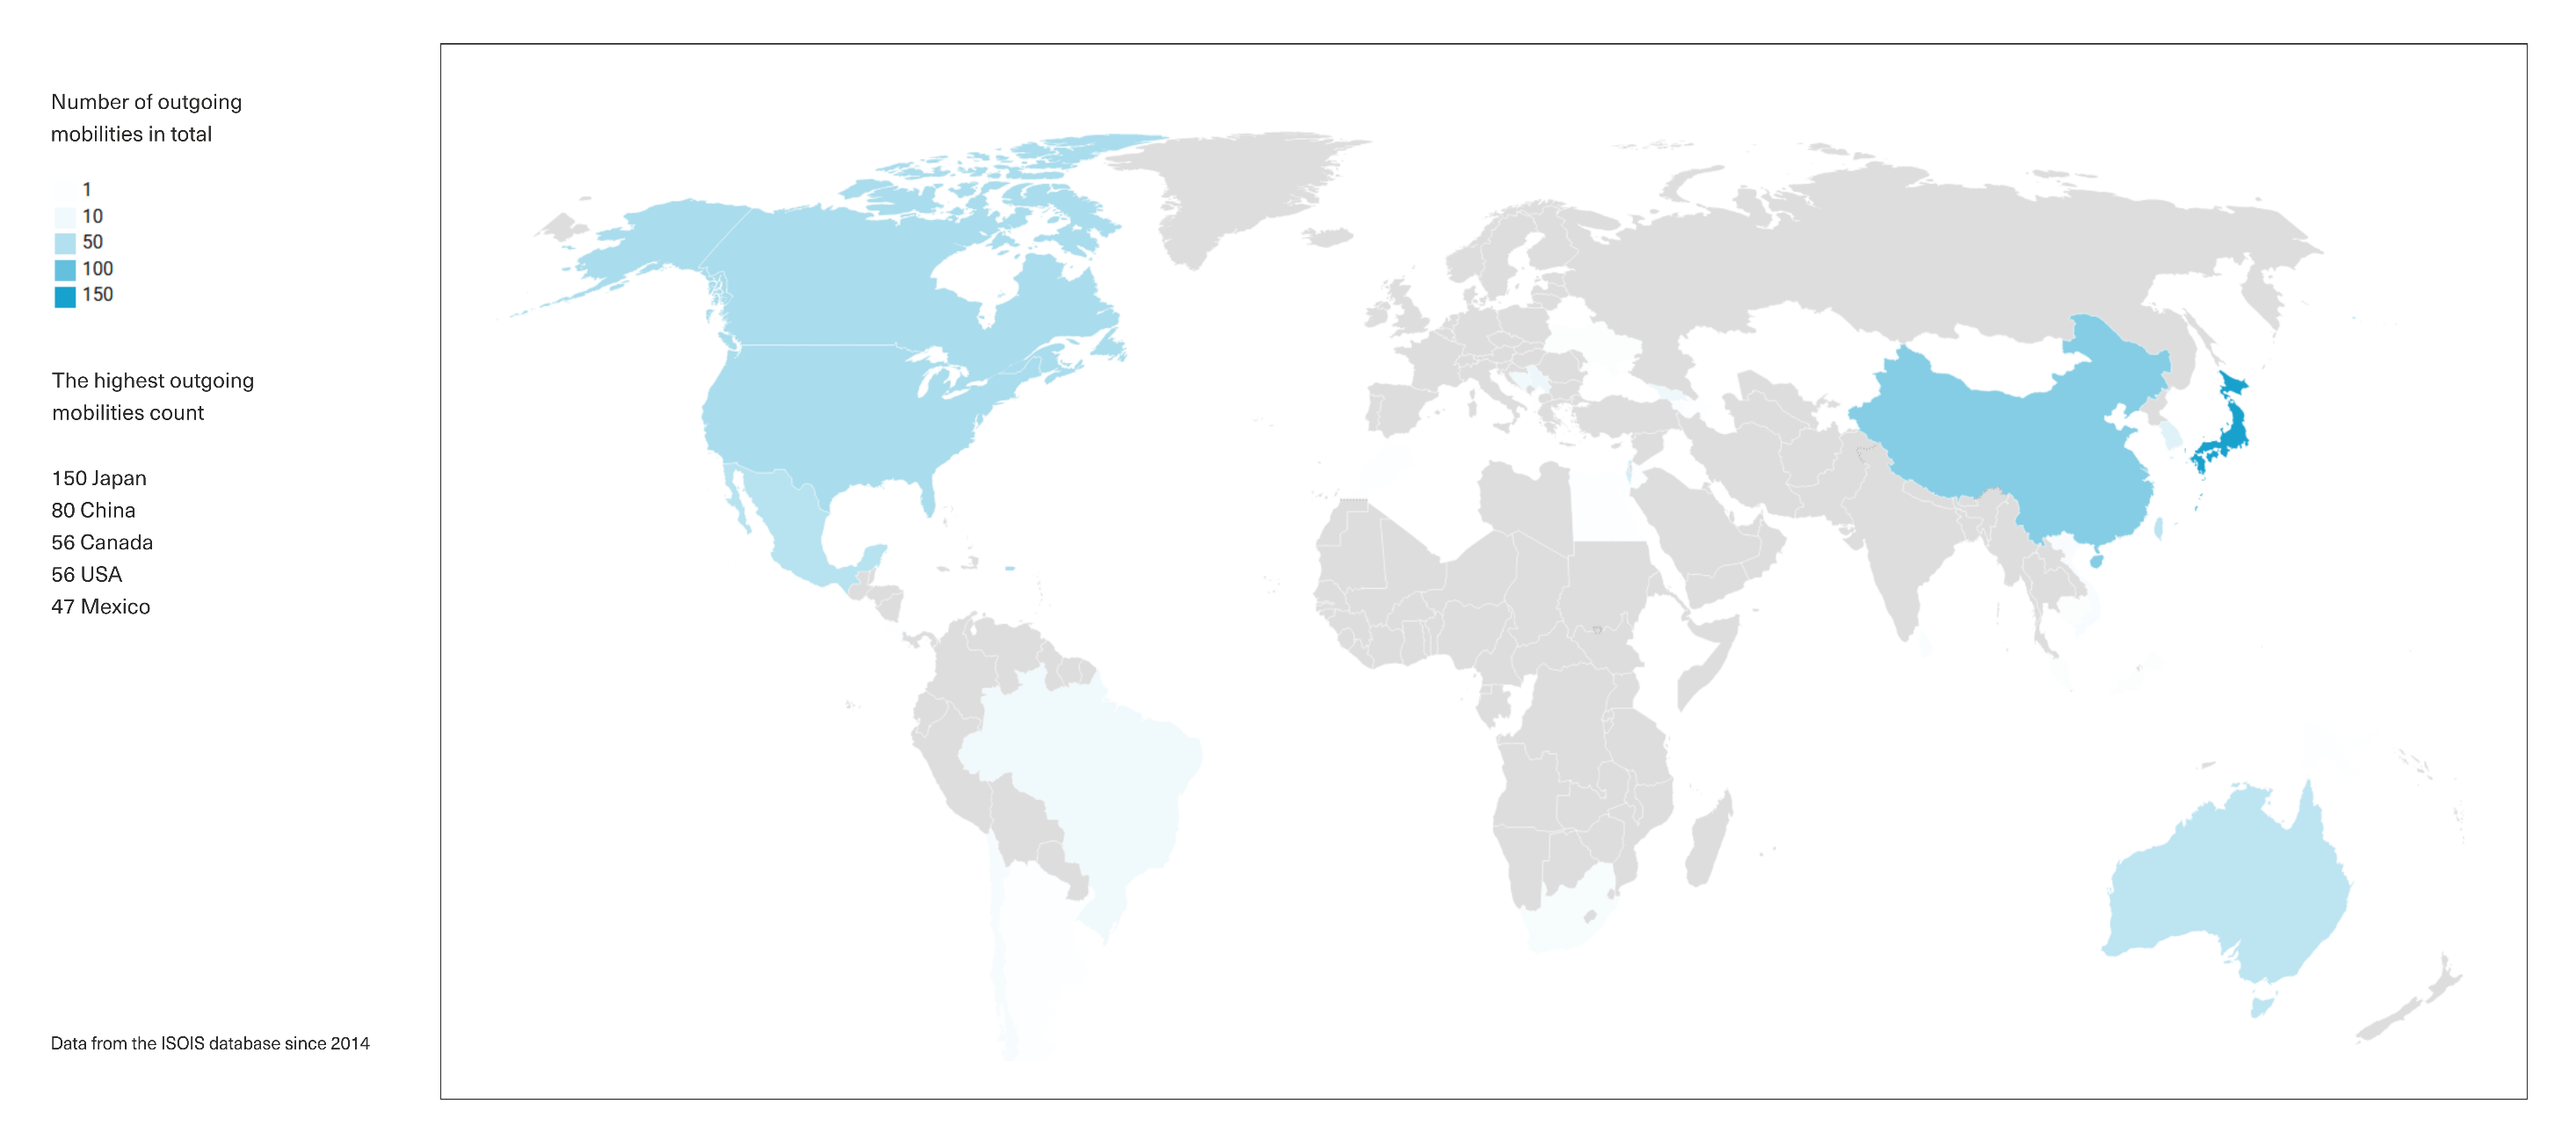 Number of outgoing
mobilities in total
1
10
50
100
150
The highest outgoing
mobilities count
150 Japan
80 China
56 Canada
56 USA
47 Mexico
Data from the ISOIS database since 2014